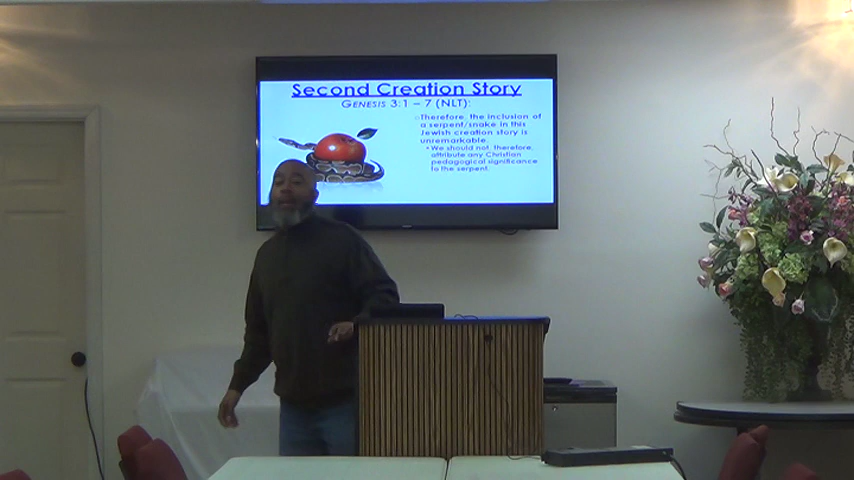 Second Creation Story
GENESIS 3:1 – 7 (NLT):
Therefore, the inclusion of
a serpent/snake in this
Jewish creation story is
unremarkable.
• We should not, therefore,
attribute any Christian
pedagogical significance
to the serpent.